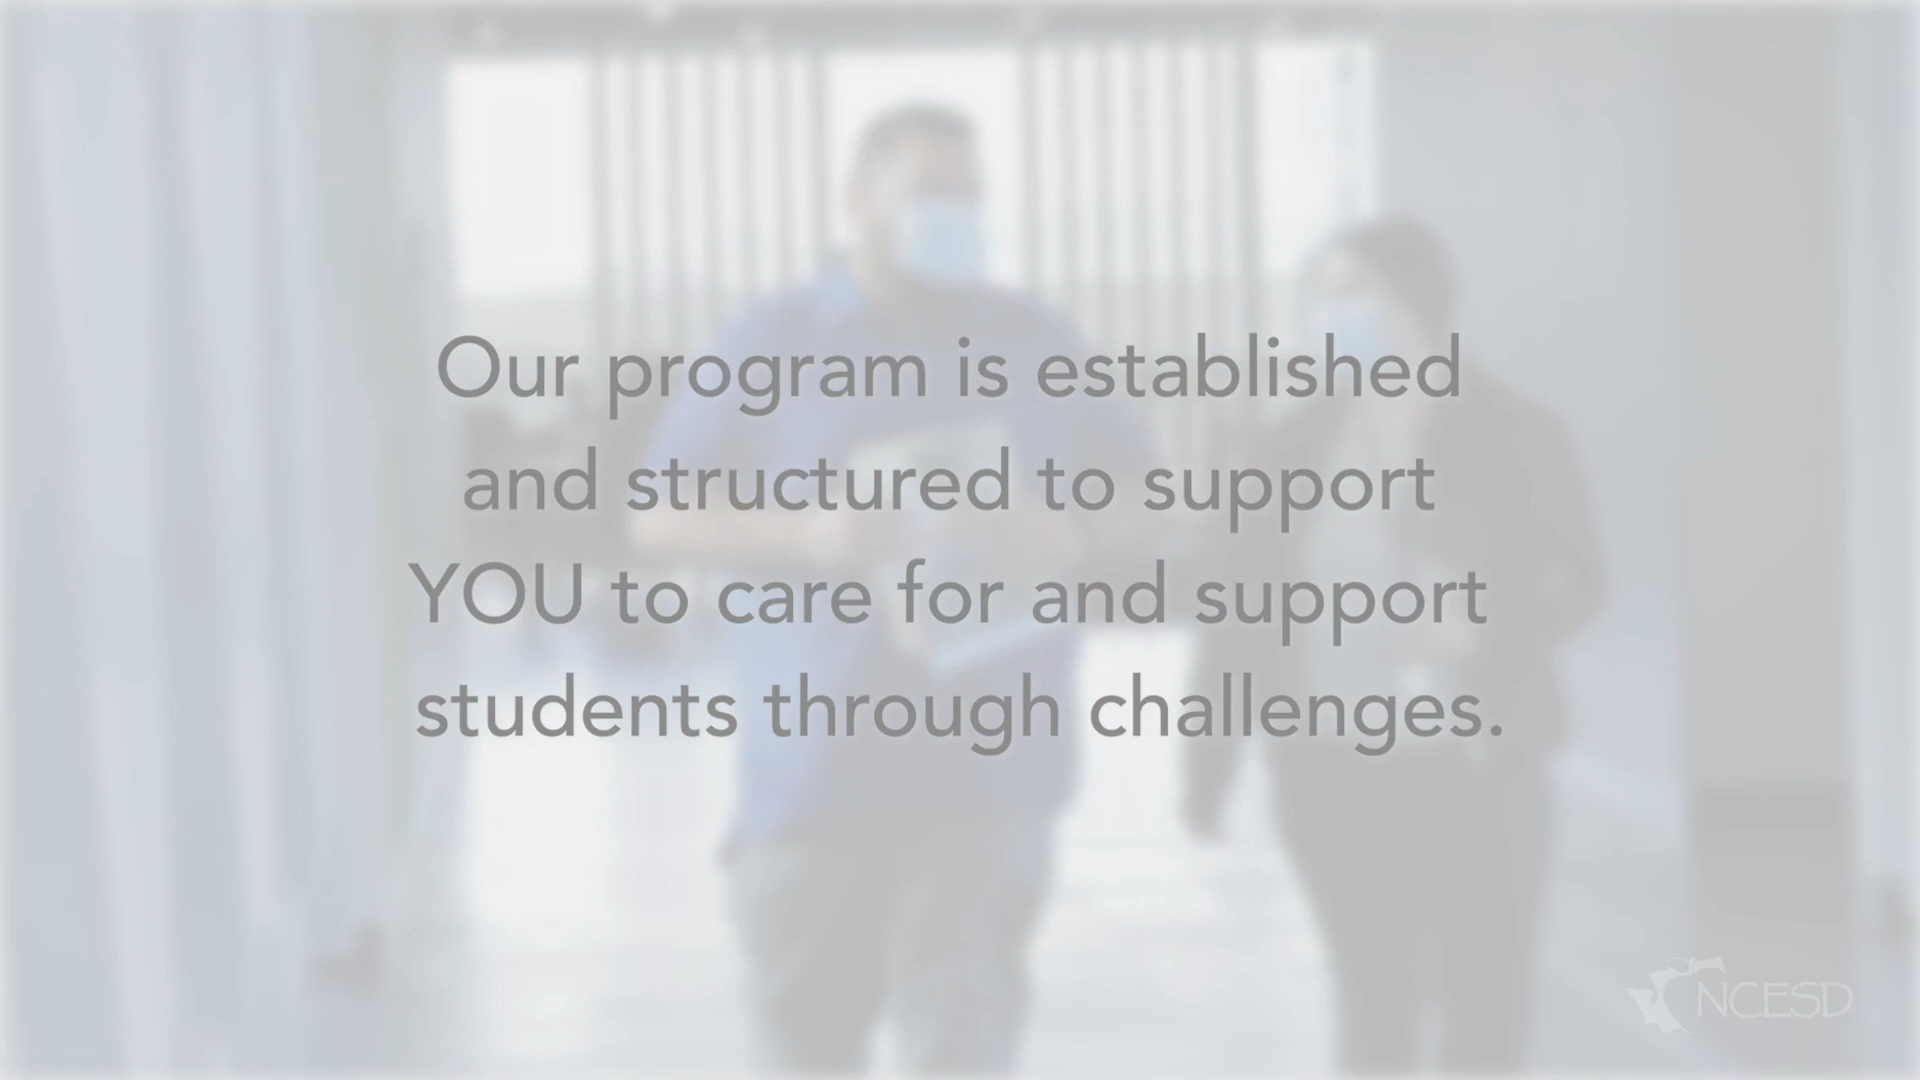 Our program is established
and structured to support
YOU to care for and support
students through challenges.
NCESD